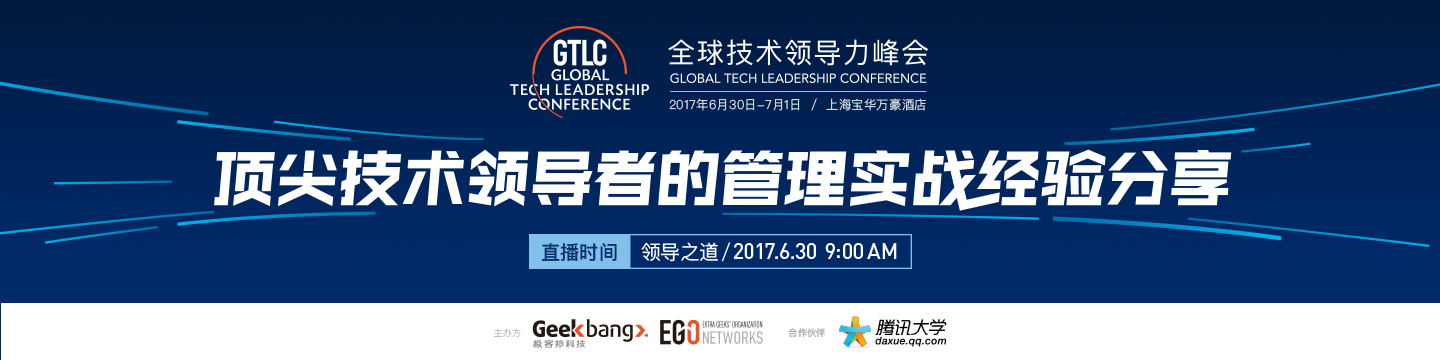 GTLC
GLOBAL
TECH LEADERSHIP
CONFERENCE
全球技术领导力峰会
GLOBAL TECH LEADERSHIP CONFERENCE
2017年6月30日-7月1日 / 上海宝华万豪酒店
顶尖技术领导者的管理实战经验分享
直播时间 领导之道/2017.6.30 9:00 AM
主办方 Geekbang>. EGO EXTRA GEEKS' ORGANIZATION 合作伙伴 腾讯大学
极客邦科技 NETWORKS daxue.qq.com